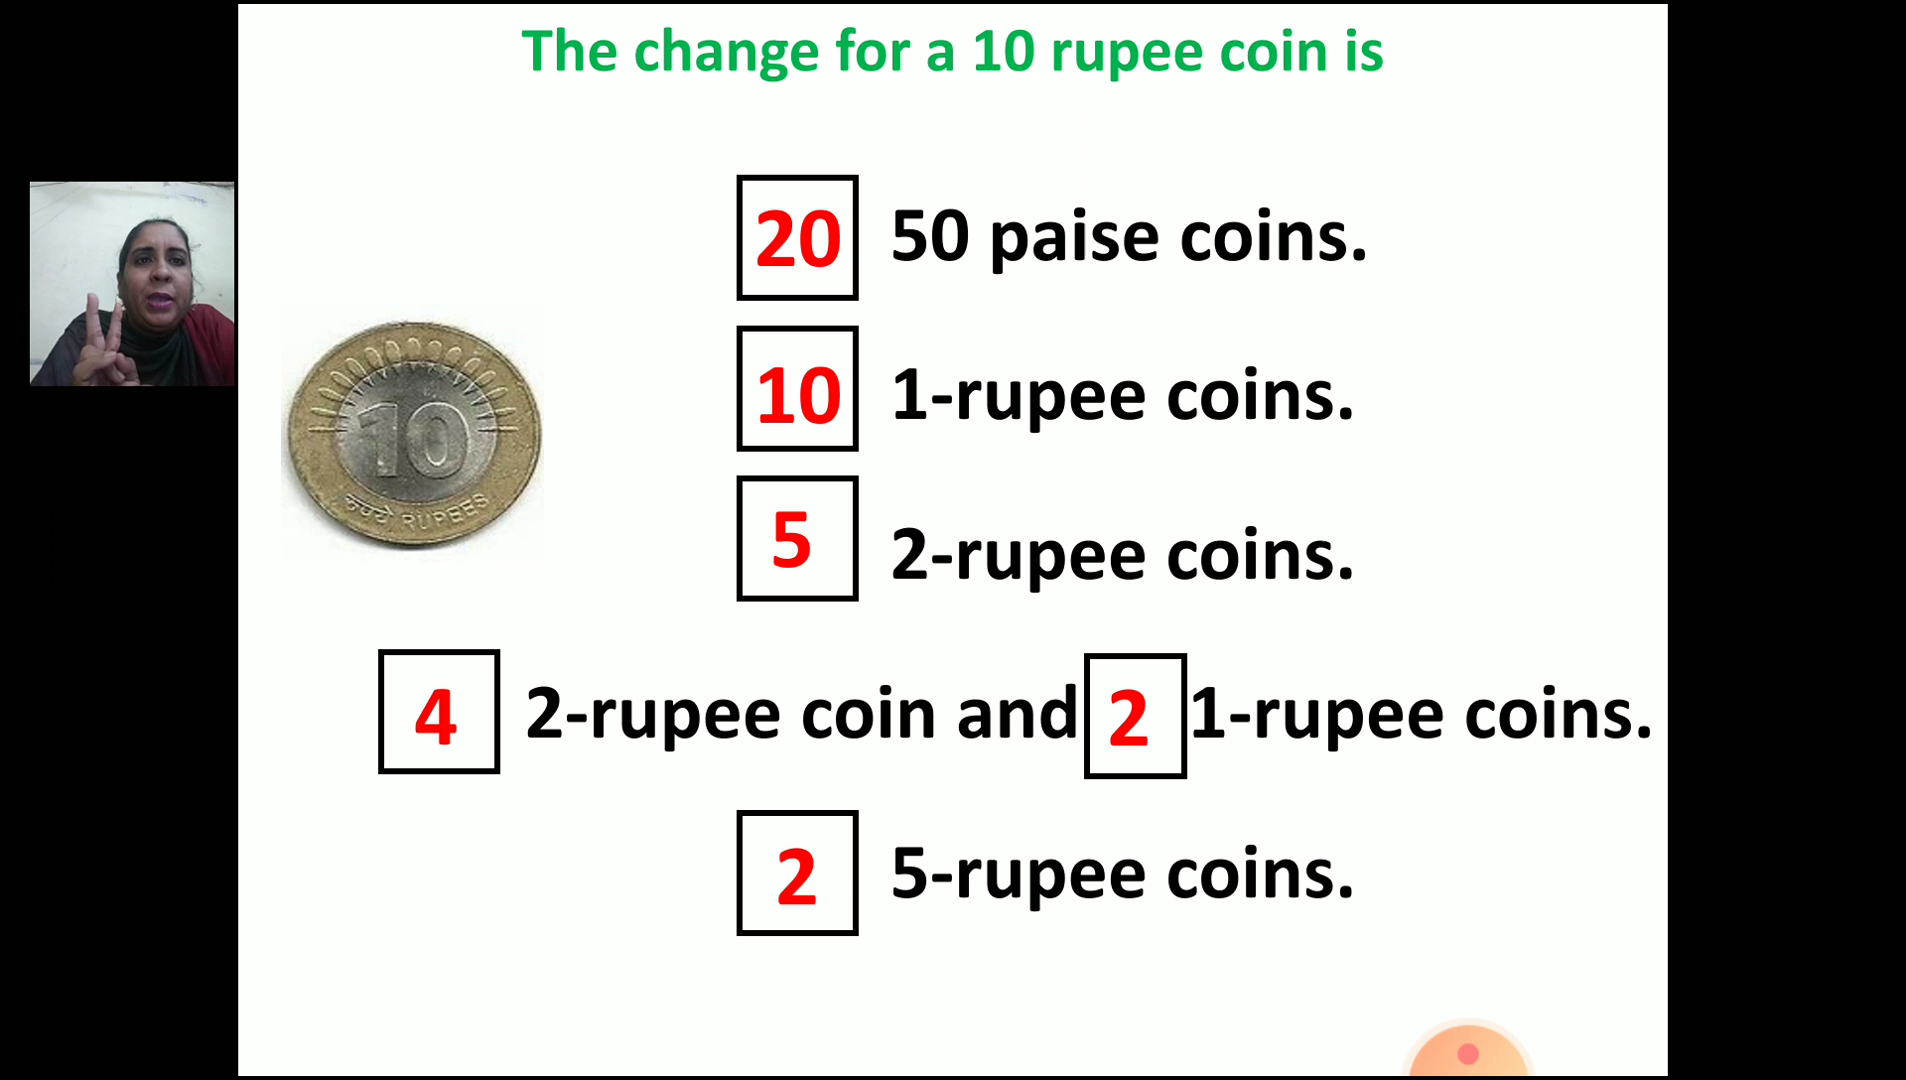 The change for a 10 rupee coin is
20 50 paise coins.
10 1-rupee coins.
5 2-rupee coins.
4 2-rupee coin and 2 1-rupee coins.
2 5-rupee coins.
10
रुपये RUPEES